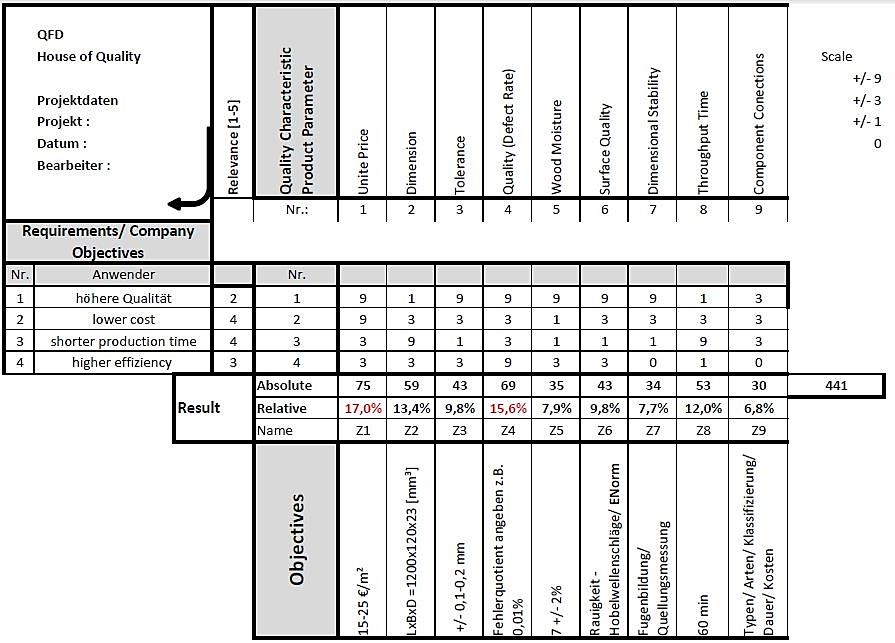 QFD
House of Quality
Projektdaten
Projekt :
Datum :
Bearbeiter :
Relevance [1-5]
Quality Characteristic
Product Parameter
Unite Price
Dimension
Tolerance
Quality (Defect Rate)
Wood Moisture
Surface Quality
Dimensional Stability
Throughput Time
Component Conections
Scale
+/- 9
+/- 3
+/- 1
0
Nr.: 1 2 3 4 5 6 7 8 9
Requirements/ Company
Objectives
Nr. Anwender Nr.
1 höhere Qualität 2 1 9 1 9 9 9 9 9 1 3
2 lower cost 4 2 9 3 3 3 1 3 3 3 3
3 shorter production time 4 3 3 9 1 3 1 1 1 9 3
4 higher effiziency 3 4 3 3 3 9 3 3 0 1 0
Result
Absolute 75 59 43 69 35 43 34 53 30 441
Relative 17,0% 13,4% 9,8% 15,6% 7,9% 9,8% 7,7% 12,0% 6,8%
Name Z1 Z2 Z3 Z4 Z5 Z6 Z7 Z8 Z9
Objectives
15-25 €/m²
LxBxD =1200x120x23 [mm³]
+/- 0,1-0,2 mm
Fehlerquotient angeben z.B.
0,01%
7 +/- 2%
Rauigkeit -
Hobelwellenschläge/ ENorm
Fugenbildung/
Quellungsmessung
60 min
Typen/ Arten/ Klassifizierung/
Dauer/ Kosten